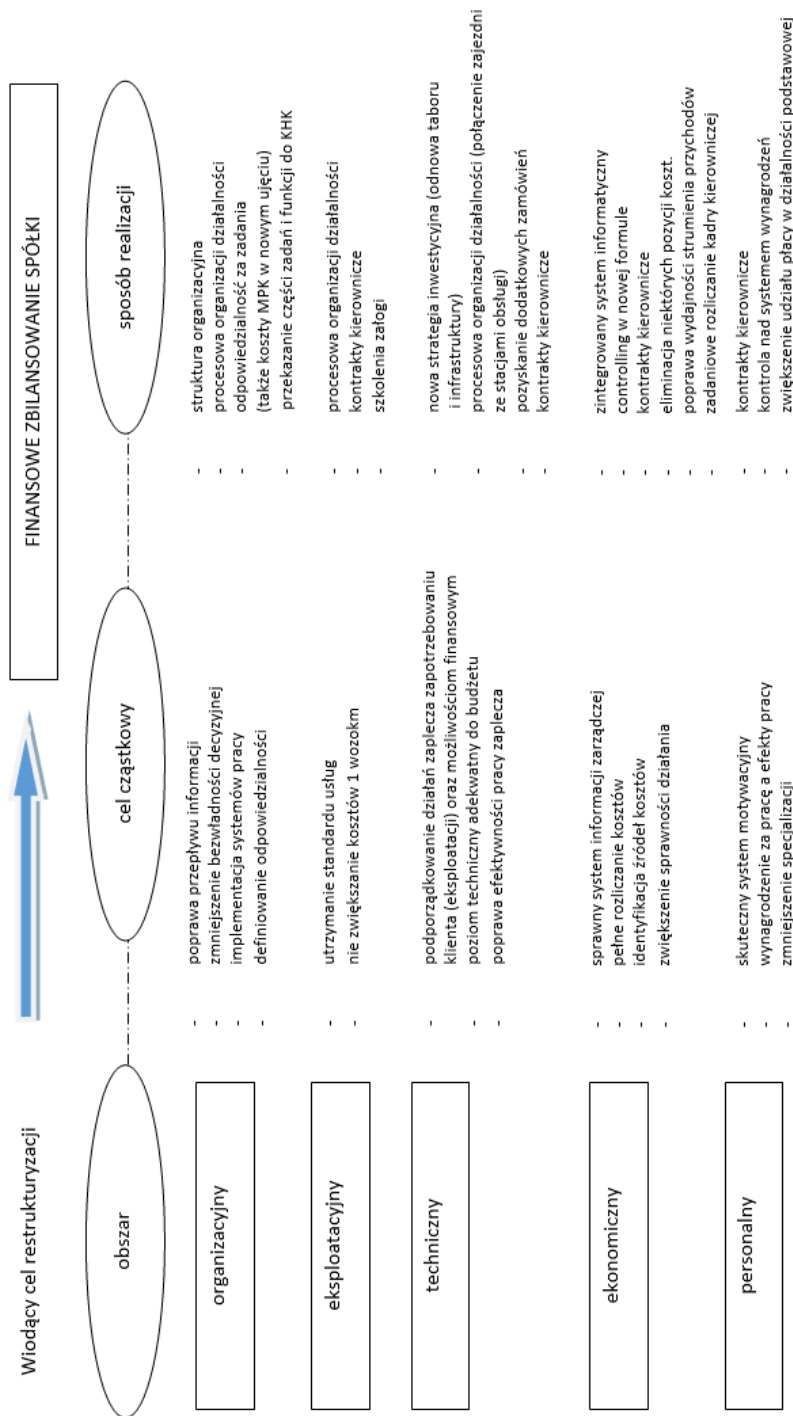 Wiodący cel restrukturyzacji
FINANSOWE ZBILANSOWANIE SPÓŁKI
obszar
cel cząstkowy
sposób realizacji
organizacyjny
- poprawa przepływu informacji
- zmniejszenie bezwładności decyzyjnej
- implementacja systemów pracy
- definiowanie odpowiedzialności
- struktura organizacyjna
- procesowa organizacji działalności
- odpowiedzialność za zadania
(także koszty MPK w nowym ujęciu)
- przekazanie części zadań i funkcji do KHK
eksploatacyjny
- utrzymanie standardu usług
- nie zwiększanie kosztów 1 wozokm
- procesowa organizacji działalności
- kontrakty kierownicze
- szkolenia załogi
techniczny
- podporządkowanie działań zaplecza zapotrzebowaniu
klienta (eksploatacji) oraz możliwościom finansowym
- poziom techniczny adekwatny do budżetu
- poprawa efektywności pracy zaplecza
- nowa strategia inwestycyjna (odnowa taboru
i infrastruktury)
- procesowa organizacji działalności (połączenie zajezdni
ze stacjami obsługi)
- pozyskanie dodatkowych zamówień
- kontrakty kierownicze
ekonomiczny
- sprawny system informacji zarządczej
- pełne rozliczanie kosztów
- identyfikacja źródeł kosztów
- zwiększenie sprawności działania
- zintegrowany system informatyczny
- controlling w nowej formule
- kontrakty kierownicze
- eliminacja niektórych pozycji koszt.
- poprawa wydajności strumienia przychodów
- zadaniowe rozliczanie kadry kierowniczej
personalny
- skuteczny system motywacyjny
- wynagrodzenie za pracę a efekty pracy
- zmniejszenie specjalizacji
- kontrakty kierownicze
- kontrola nad systemem wynagrodzeń
- zwiększenie udziału płacy w działalności podstawowej